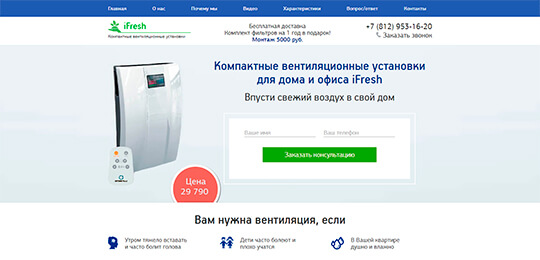 Главная О нас Почему мы Видео Характеристики Вопрос/ответ Контакты
iFresh
Компактные вентиляционные установки
Бесплатная доставка
Комплект фильтров на 1 год в подарок!
Монтаж 5000 руб.
+7 (812) 953-16-20
Заказать звонок
Компактные вентиляционные установки
для дома и офиса iFresh
Впусти свежий воздух в свой дом
Ваше имя Ваш телефон
Заказать консультацию
Цена
29 790
Вам нужна вентиляция, если
Утром тяжело вставать
и часто болит голова
Дети часто болеют и
плохо учатся
В Вашей квартире
душно и влажно